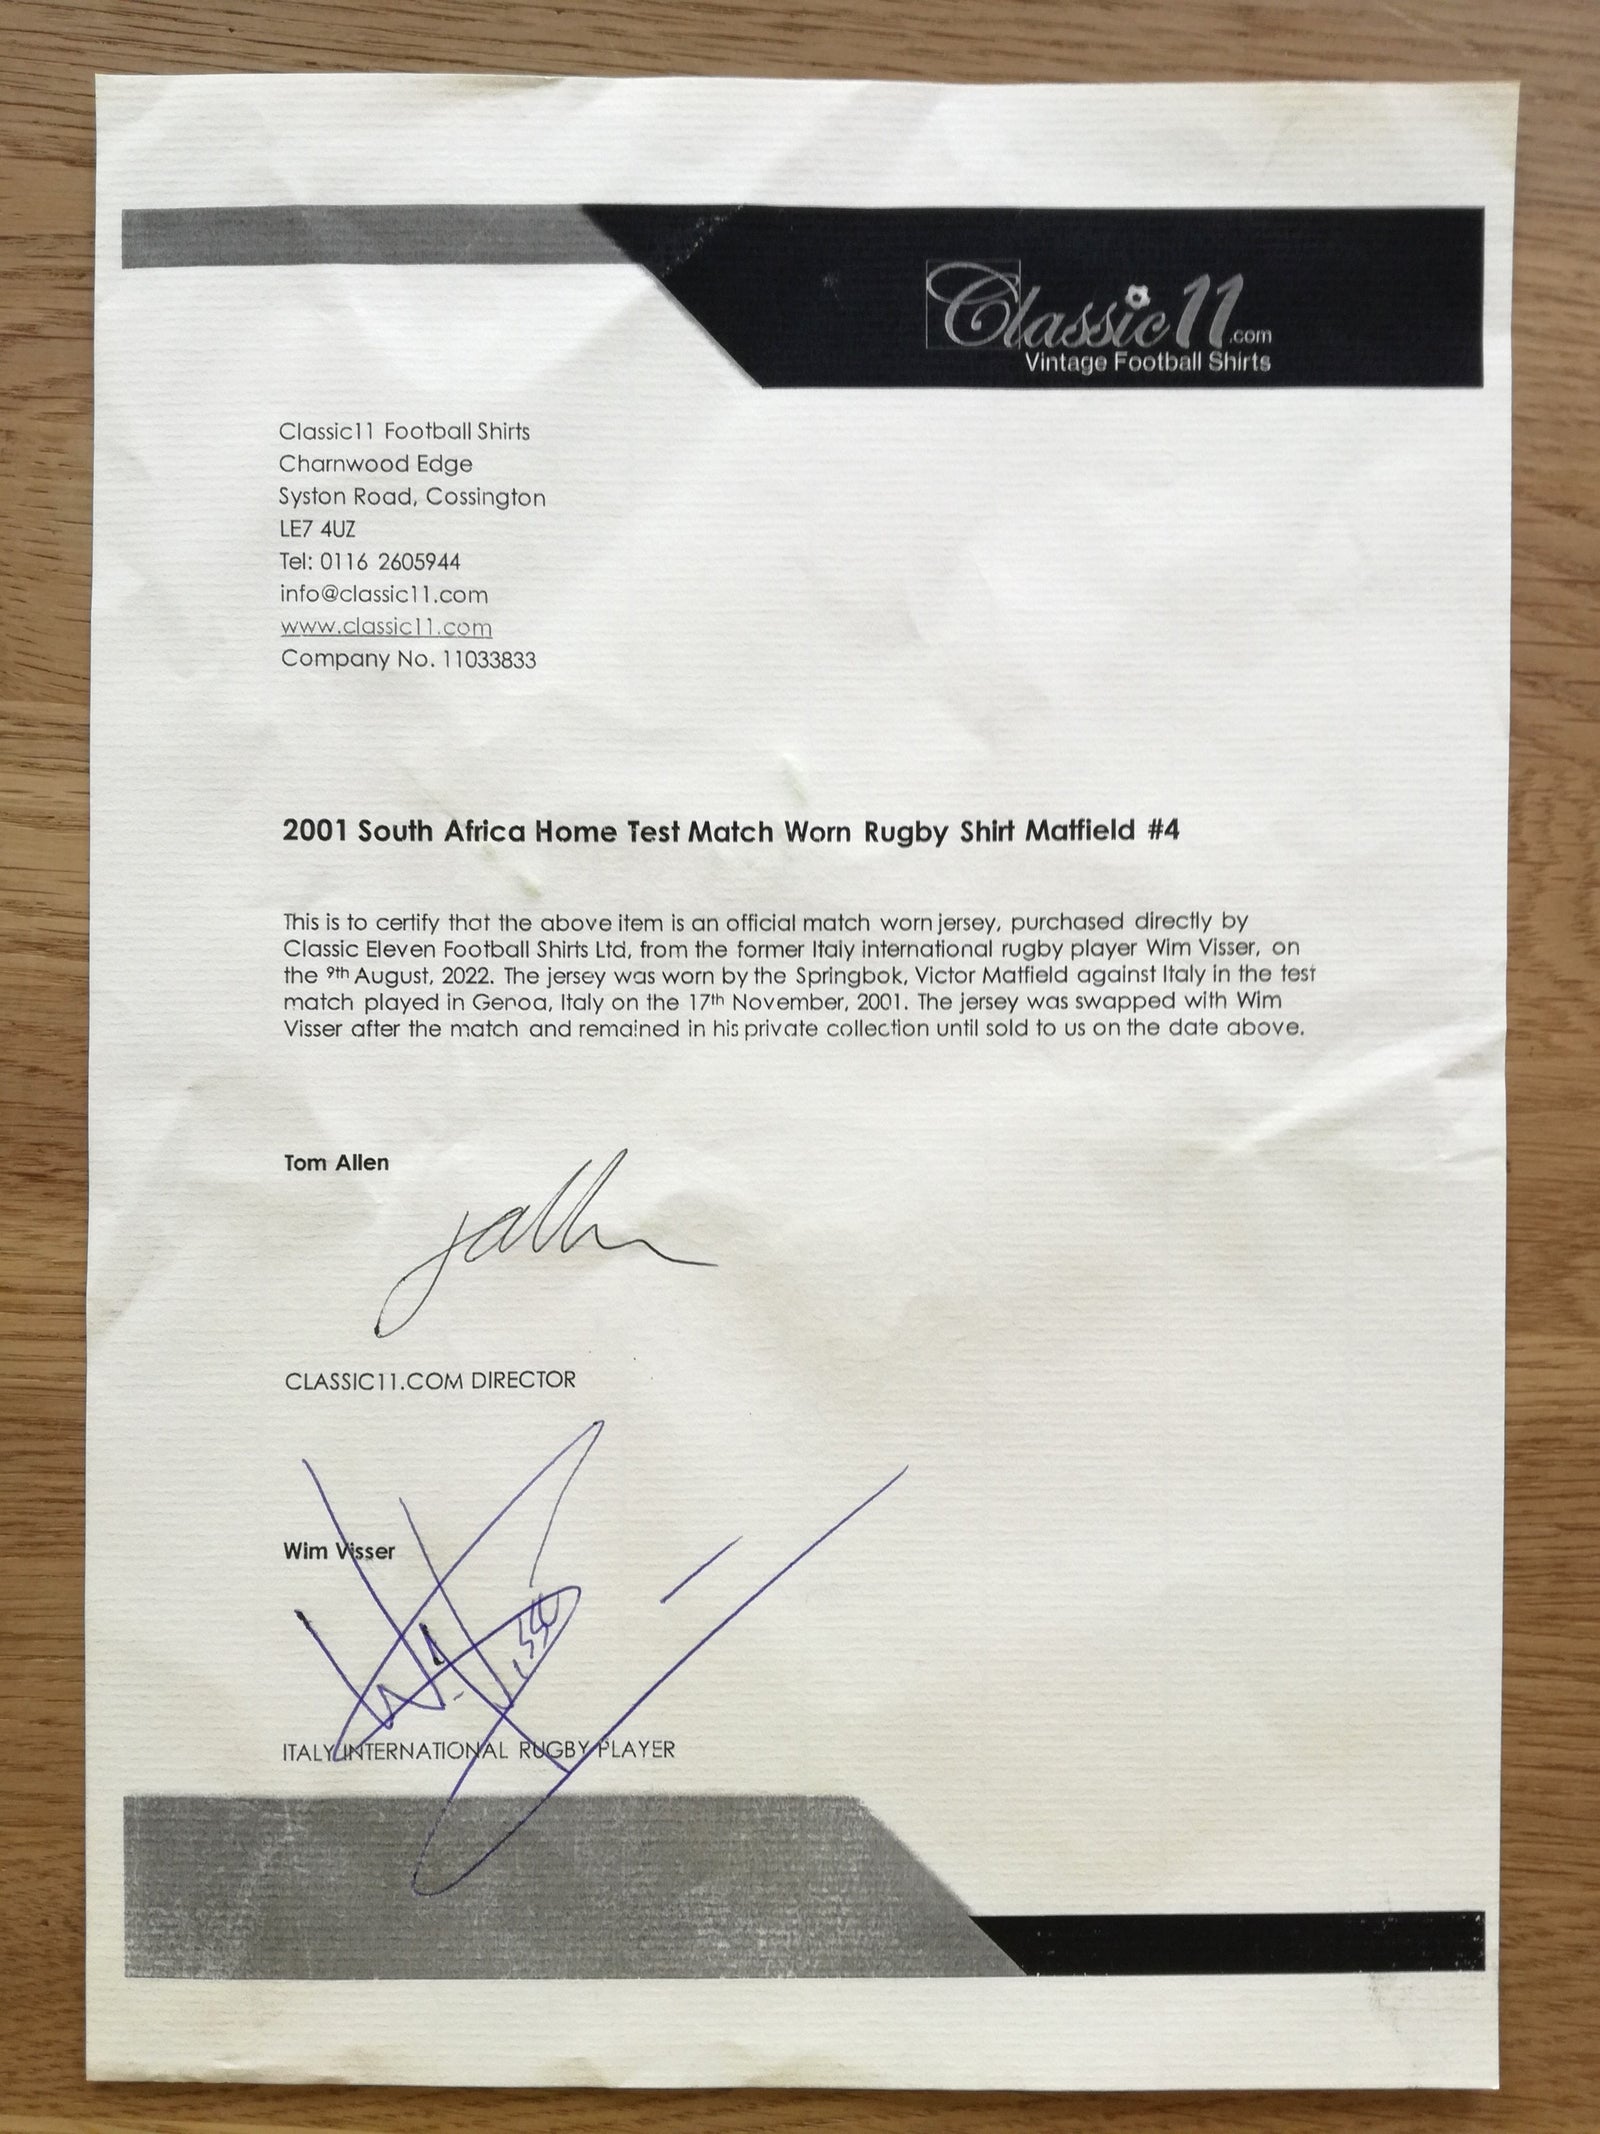 Classic11.com
Vintage Football Shirts
Classic11 Football Shirts
Charnwood Edge
Syston Road, Cossington
LE7 4UZ
Tel: 0116 2605944
info@classic11.com
www.classic11.com
Company No. 11033833
2001 South Africa Home Test Match Worn Rugby Shirt Matfield #4
This is to certify that the above item is an official match worn jersey, purchased directly by
Classic Eleven Football Shirts Ltd, from the former Italy international rugby player Wim Visser, on
the 9th August, 2022. The jersey was worn by the Springbok, Victor Matfield against Italy in the test
match played in Genoa, Italy on the 17th November, 2001. The jersey was swapped with Wim
Visser after the match and remained in his private collection until sold to us on the date above.
Tom Allen
CLASSIC11.COM DIRECTOR
Wim Visser
ITALY INTERNATIONAL RUGBY PLAYER